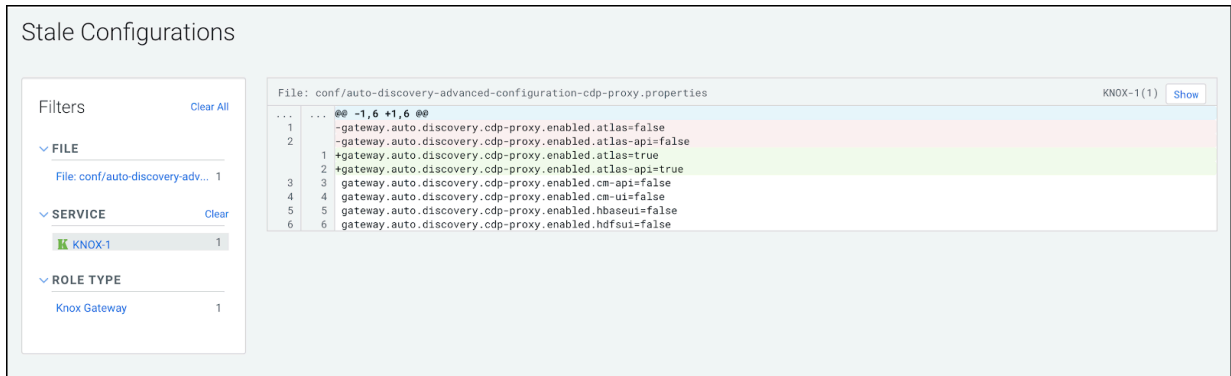 Stale Configurations
Filters Clear All
FILE
File: conf/auto-discovery-adv... 1
SERVICE Clear
KNOX-1 1
ROLE TYPE
Knox Gateway 1
File: conf/auto-discovery-advanced-configuration-cdp-proxy.properties KNOX-1(1) Show
... ... @@ -1,6 +1,6 @@
1 -gateway.auto.discovery.cdp-proxy.enabled.atlas=false
2 -gateway.auto.discovery.cdp-proxy.enabled.atlas-api=false
1 +gateway.auto.discovery.cdp-proxy.enabled.atlas=true
2 +gateway.auto.discovery.cdp-proxy.enabled.atlas-api=true
3 3 gateway.auto.discovery.cdp-proxy.enabled.cm-api=false
4 4 gateway.auto.discovery.cdp-proxy.enabled.cm-ui=false
5 5 gateway.auto.discovery.cdp-proxy.enabled.hbaseui=false
6 6 gateway.auto.discovery.cdp-proxy.enabled.hdfsui=false